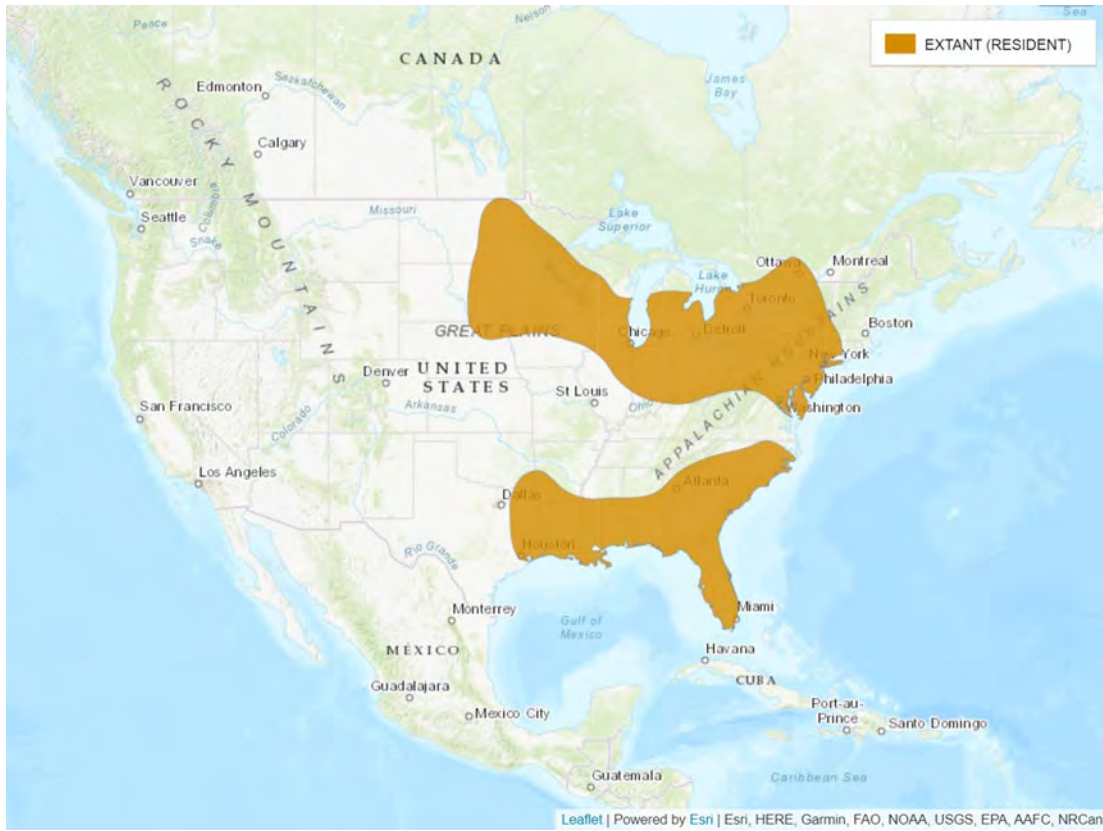 Sea
Nelson
Peace
EXTANT (RESIDENT)
CANADA
Saskatchewan
James
Bay
Edmonton
ROCKY MOUNTAINS
Calgary
Vancouver
Columbia
Missouri
Lake
Superior
Seattle
Snake
Ottawa
Montreal
Lake
Huron
Toronto
Boston
GREAT PLAINS
Chicago
Detroit
New York
APPALACHIAN MOUNTAINS
Philadelphia
Denver
UNITED
STATES
St Louis
Ohio
Washington
San Francisco
Colorado
Arkansas
Los Angeles
Atlanta
Dallas
Houston
Rio Grande
Monterrey
Gulf of
Mexico
Miami
MÉXICO
Havana
CUBA
Guadalajara
Mexico City
Port-au-
Prince
Santo Domingo
Guatemala
Caribbean Sea
Leaflet | Powered by Esri | Esri, HERE, Garmin, FAO, NOAA, USGS, EPA, AAFC, NRCan